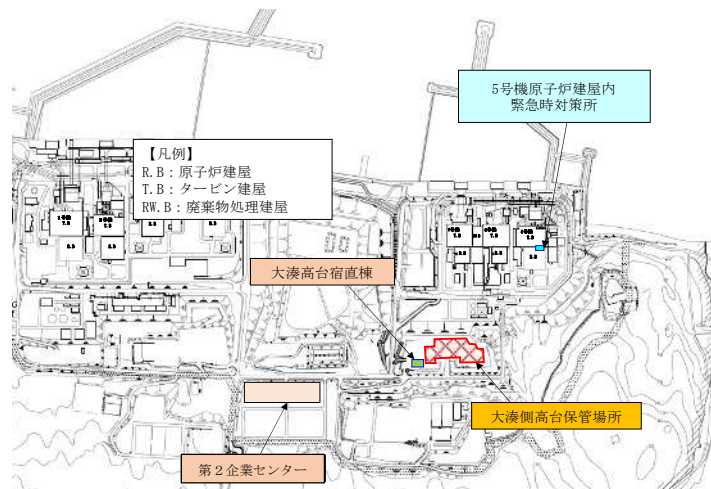 5号機原子炉建屋内
緊急時対策所
【凡例】
R.B：原子炉建屋
T.B：タービン建屋
RW.B：廃棄物処理建屋
大湊高台宿直棟
大湊側高台保管場所
第２企業センター